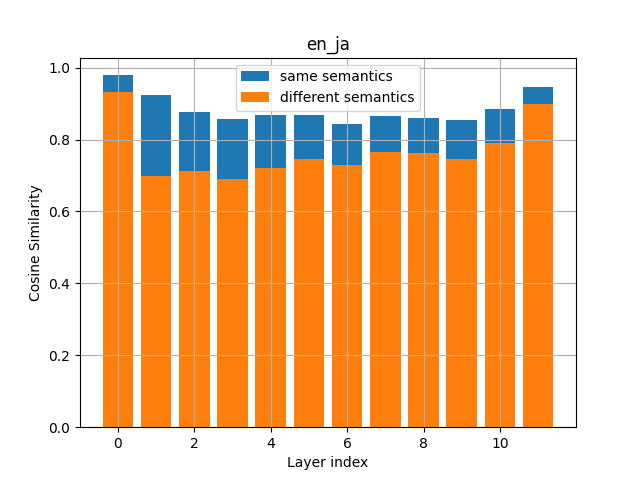 en_ja
same semantics
different semantics
1.0
0.8
0.6
0.4
0.2
0.0
Cosine Similarity
0 2 4 6 8 10
Layer index